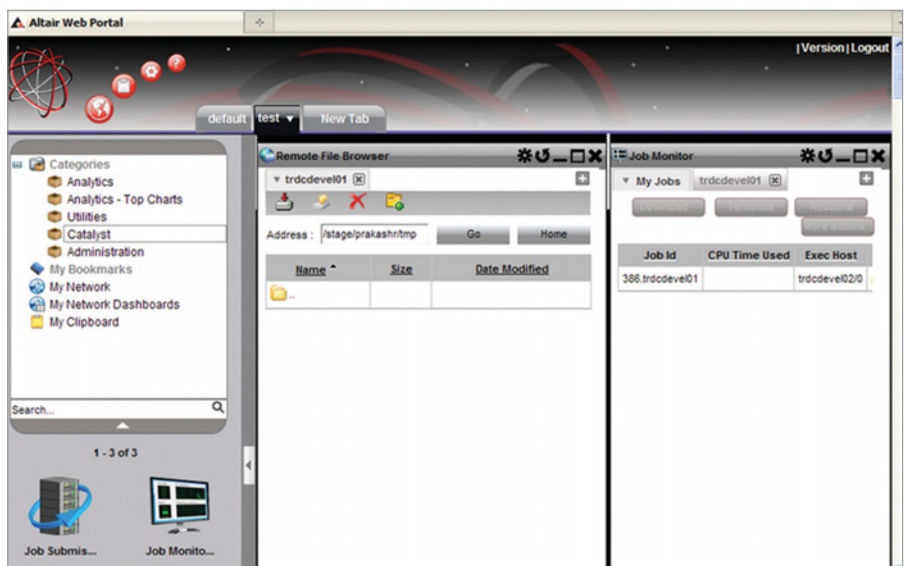 Altair Web Portal
| Version | Logout
default
test
New Tab
Categories
Analytics
Analytics - Top Charts
Utilities
Catalyst
Administration
My Bookmarks
My Network
My Network Dashboards
My Clipboard
Search...
1 - 3 of 3
Job Submis...
Job Monito...
Remote File Browser
trdcdevel01
Address : /stage/prakashr/tmp Go Home
Name Size Date Modified
..
Job Monitor
My Jobs trdcdevel01
Download Terminate
More actions
Job Id CPU Time Used Exec Host
386.trdcdevel01 trdcdevel02/0